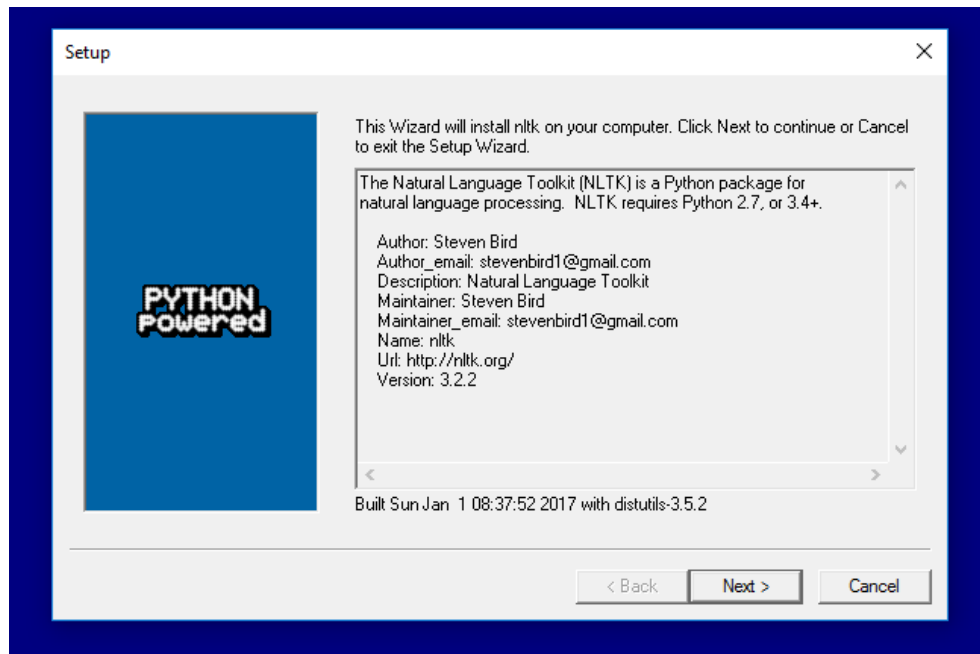 Setup
This Wizard will install nltk on your computer. Click Next to continue or Cancel
to exit the Setup Wizard.
The Natural Language Toolkit (NLTK) is a Python package for
natural language processing.  NLTK requires Python 2.7, or 3.4+.
Author: Steven Bird
Author_email: stevenbird1@gmail.com
Description: Natural Language Toolkit
Maintainer: Steven Bird
Maintainer_email: stevenbird1@gmail.com
Name: nltk
Url: http://nltk.org/
Version: 3.2.2
PYTHON
Powered
Built Sun Jan  1 08:37:52 2017 with distutils-3.5.2
< Back
Next >
Cancel